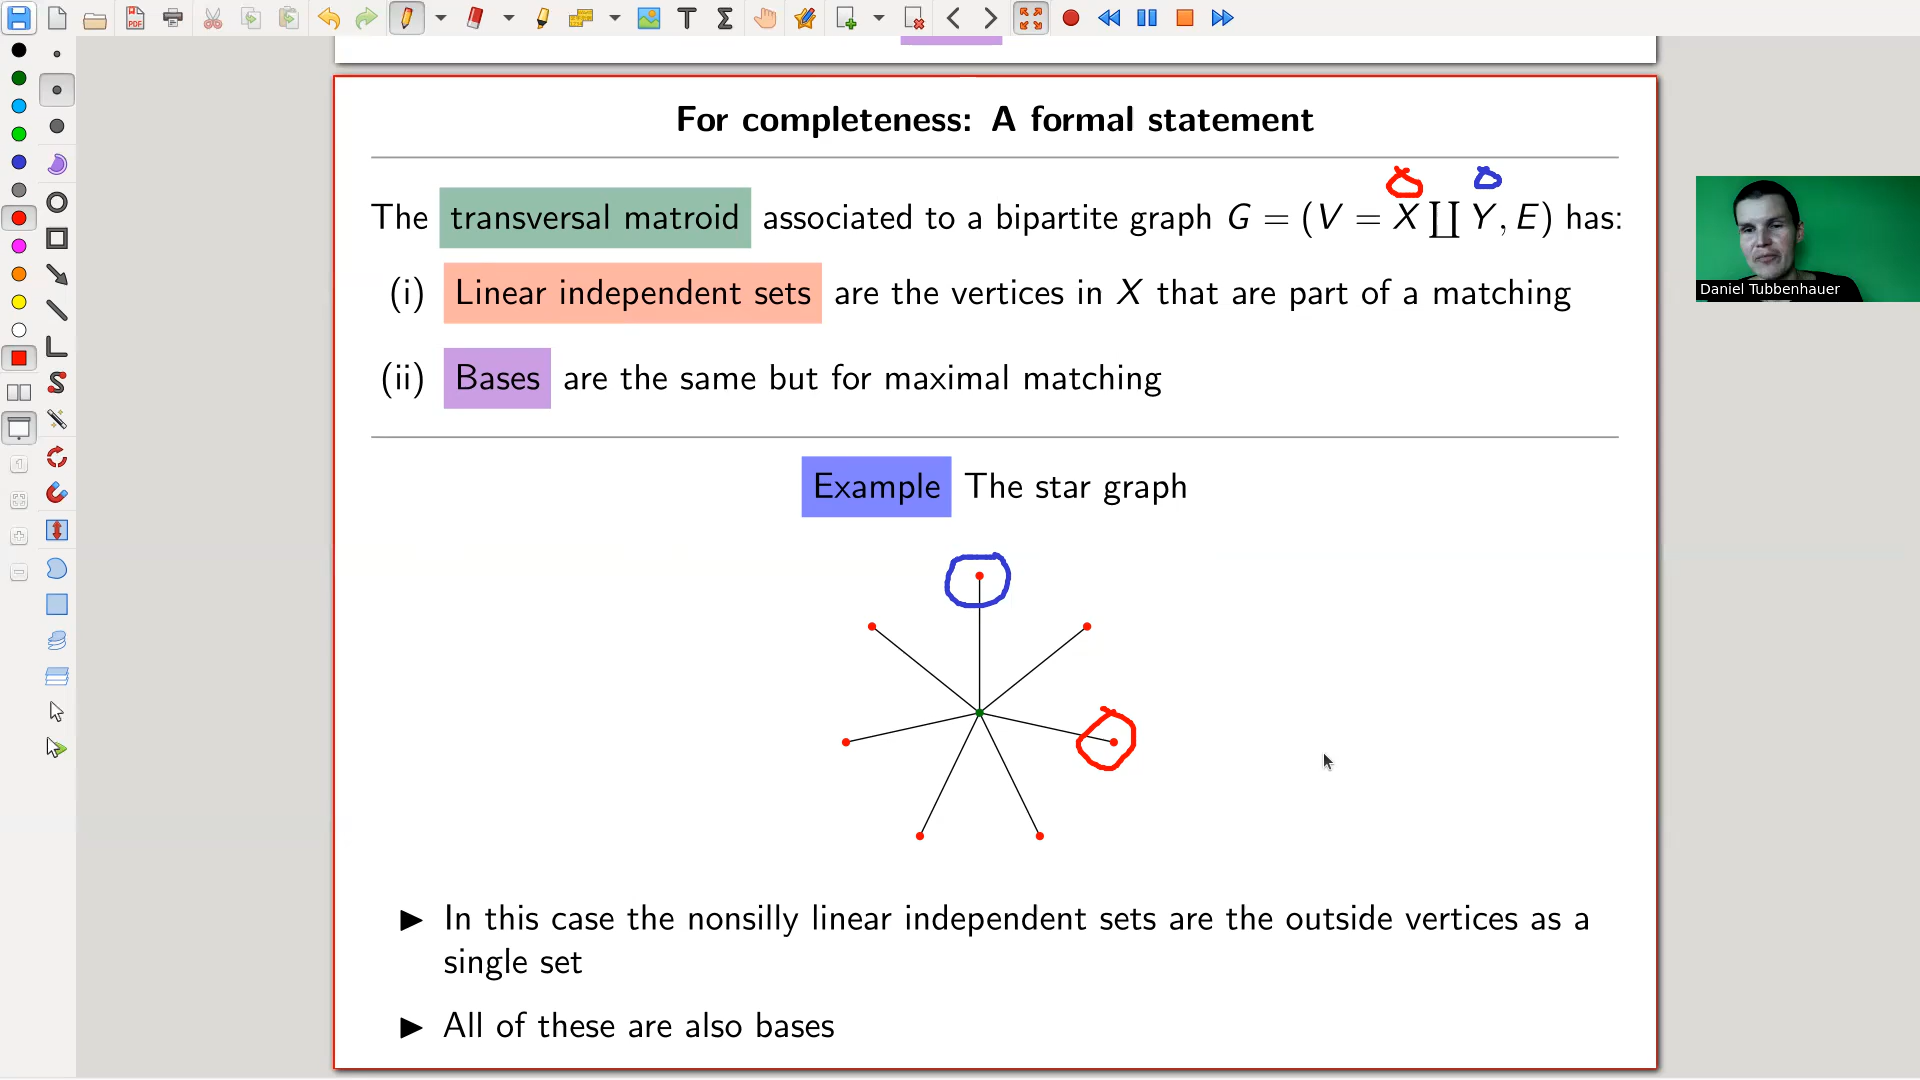 For completeness: A formal statement
The transversal matroid associated to a bipartite graph G = (V = X ∐ Y, E) has:
(i) Linear independent sets are the vertices in X that are part of a matching
(ii) Bases are the same but for maximal matching
Example The star graph
▶ In this case the nonsilly linear independent sets are the outside vertices as a
single set
▶ All of these are also bases
Daniel Tubbenhauer